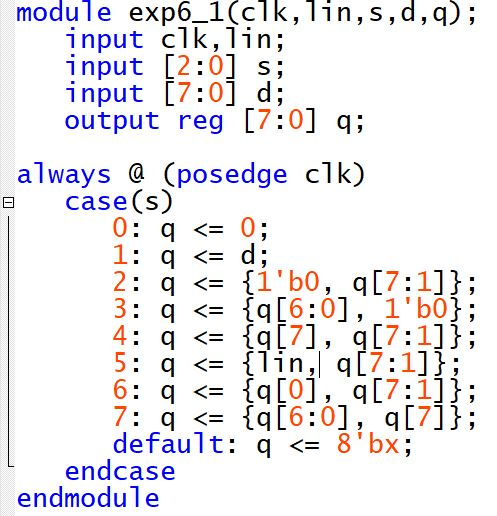 module exp6_1(clk,lin,s,d,q);
   input clk,lin;
   input [2:0] s;
   input [7:0] d;
   output reg [7:0] q;

always @ (posedge clk)
   case(s)
      0: q <= 0;
      1: q <= d;
      2: q <= {1'b0, q[7:1]};
      3: q <= {q[6:0], 1'b0};
      4: q <= {q[7], q[7:1]};
      5: q <= {lin, q[7:1]};
      6: q <= {q[0], q[7:1]};
      7: q <= {q[6:0], q[7]};
      default: q <= 8'bx;
   endcase
endmodule